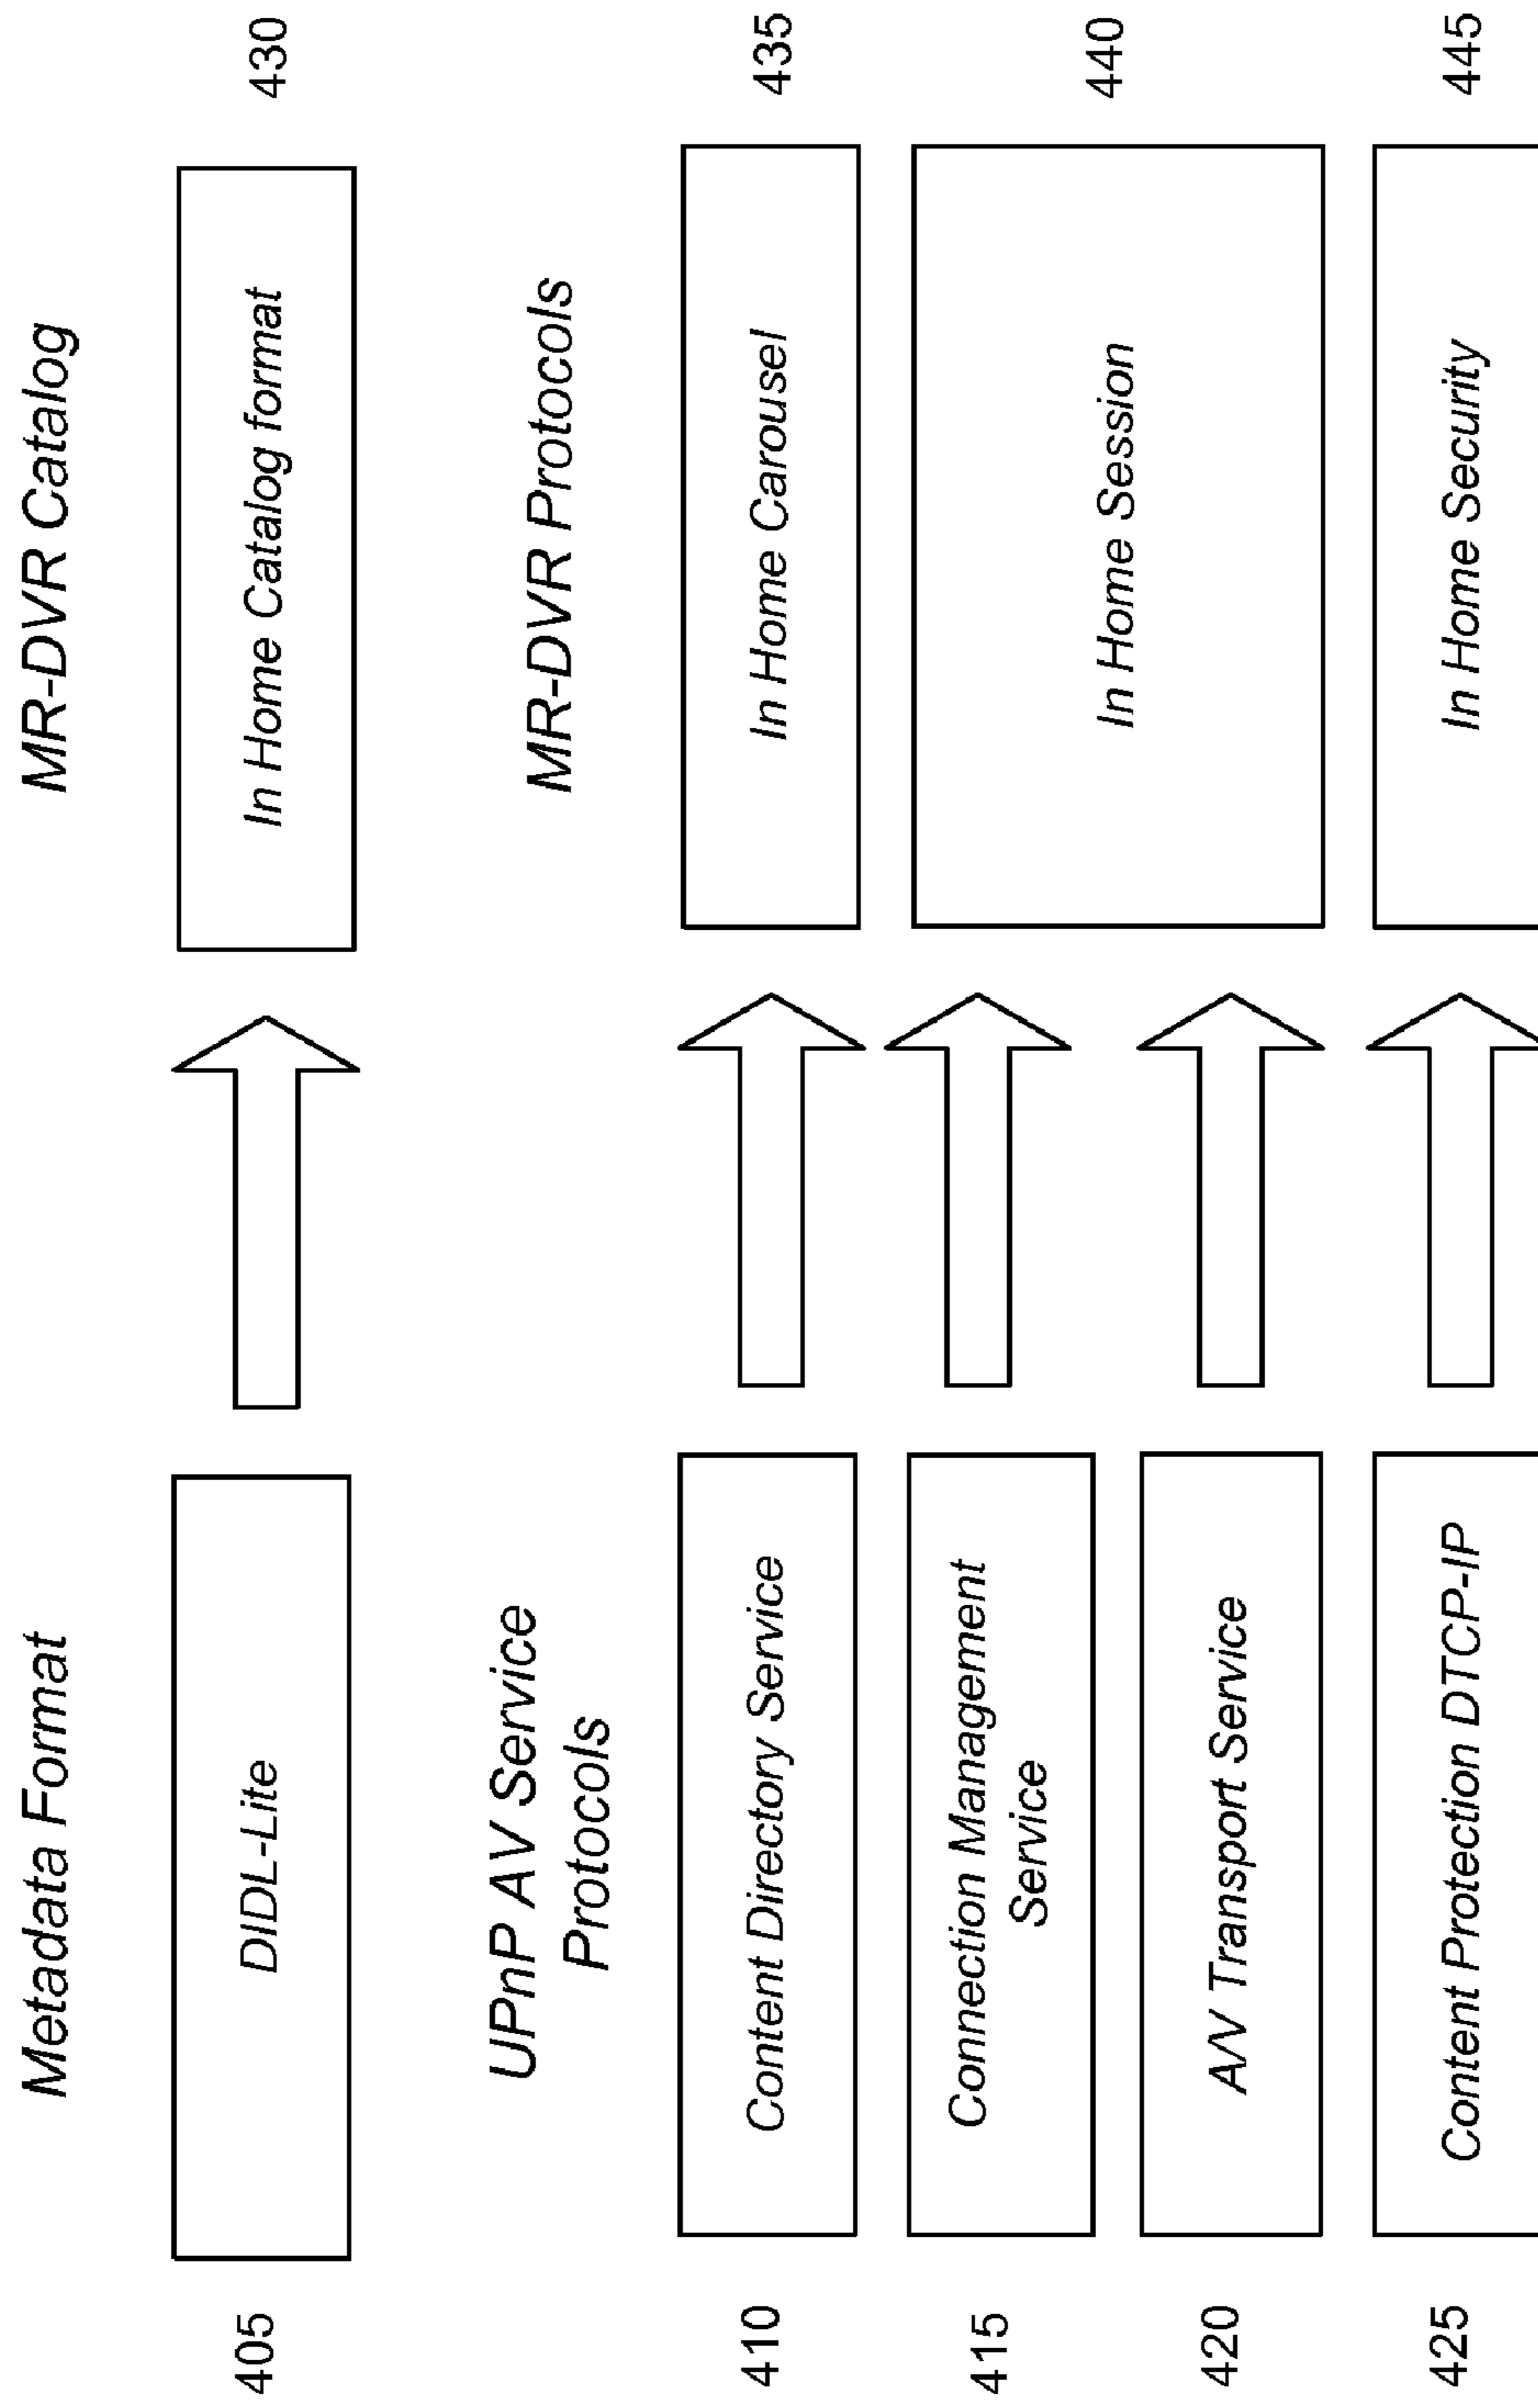 Metadata Format
MR-DVR Catalog
405
DIDL-Lite
In Home Catalog format
430
UPnP AV Service
Protocols
MR-DVR Protocols
410
Content Directory Service
In Home Carousel
435
415
Connection Management
Service
In Home Session
440
420
A/V Transport Service
425
Content Protection DTCP-IP
In Home Security
445